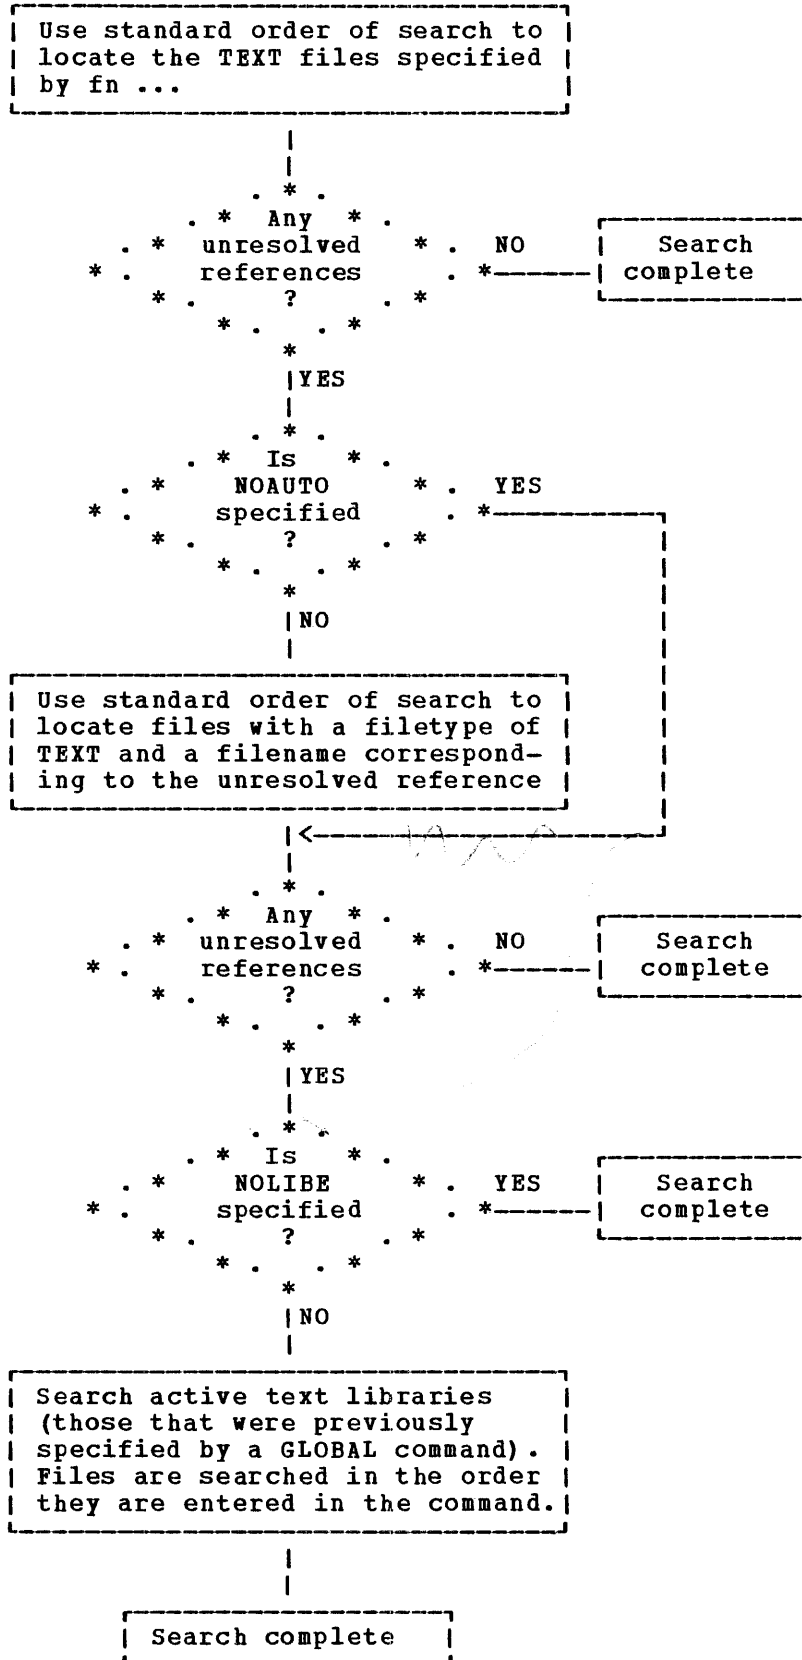 Use standard order of search to
locate the TEXT files specified
by fn ...
Any
unresolved
references
?
NO
Search
complete
YES
Is
NOAUTO
specified
?
YES
NO
Use standard order of search to
locate files with a filetype of
TEXT and a filename correspond-
ing to the unresolved reference
Any
unresolved
references
?
NO
Search
complete
YES
Is
NOLIBE
specified
?
YES
Search
complete
NO
Search active text libraries
(those that were previously
specified by a GLOBAL command).
Files are searched in the order
they are entered in the command.
Search complete